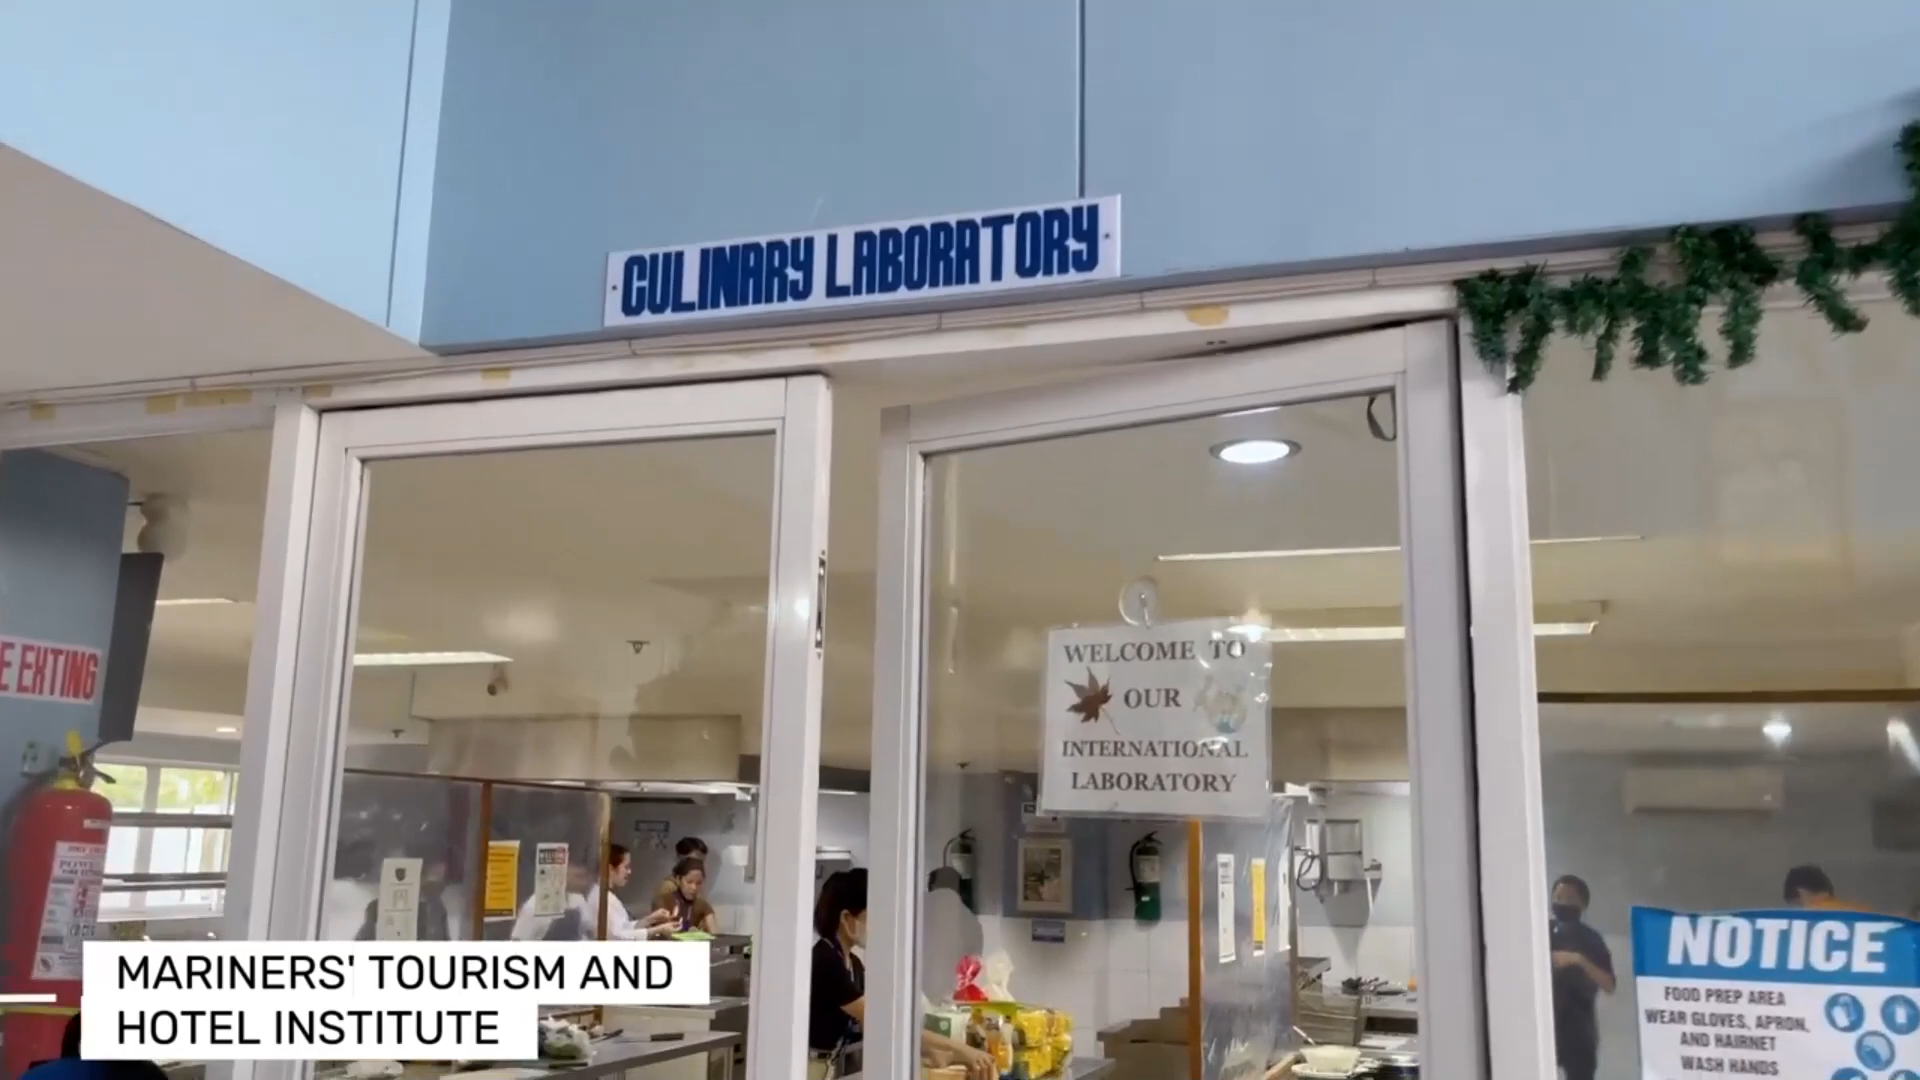 CULINARY LABORATORY
E EXTING
WELCOME TO
OUR
INTERNATIONAL
LABORATORY
NOTICE
FOOD PREP AREA
WEAR GLOVES, APRON,
AND HAIRNET
WASH HANDS
MARINERS' TOURISM AND
HOTEL INSTITUTE